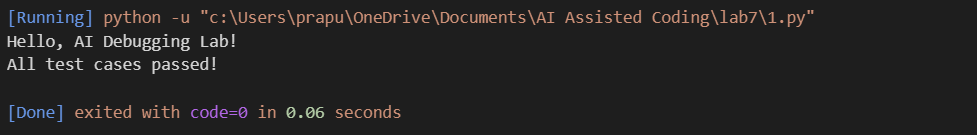 [Running] python -u "c:\Users\prapu\OneDrive\Documents\AI Assisted Coding\lab7\1.py"
Hello, AI Debugging Lab!
All test cases passed!
[Done] exited with code=0 in 0.06 seconds